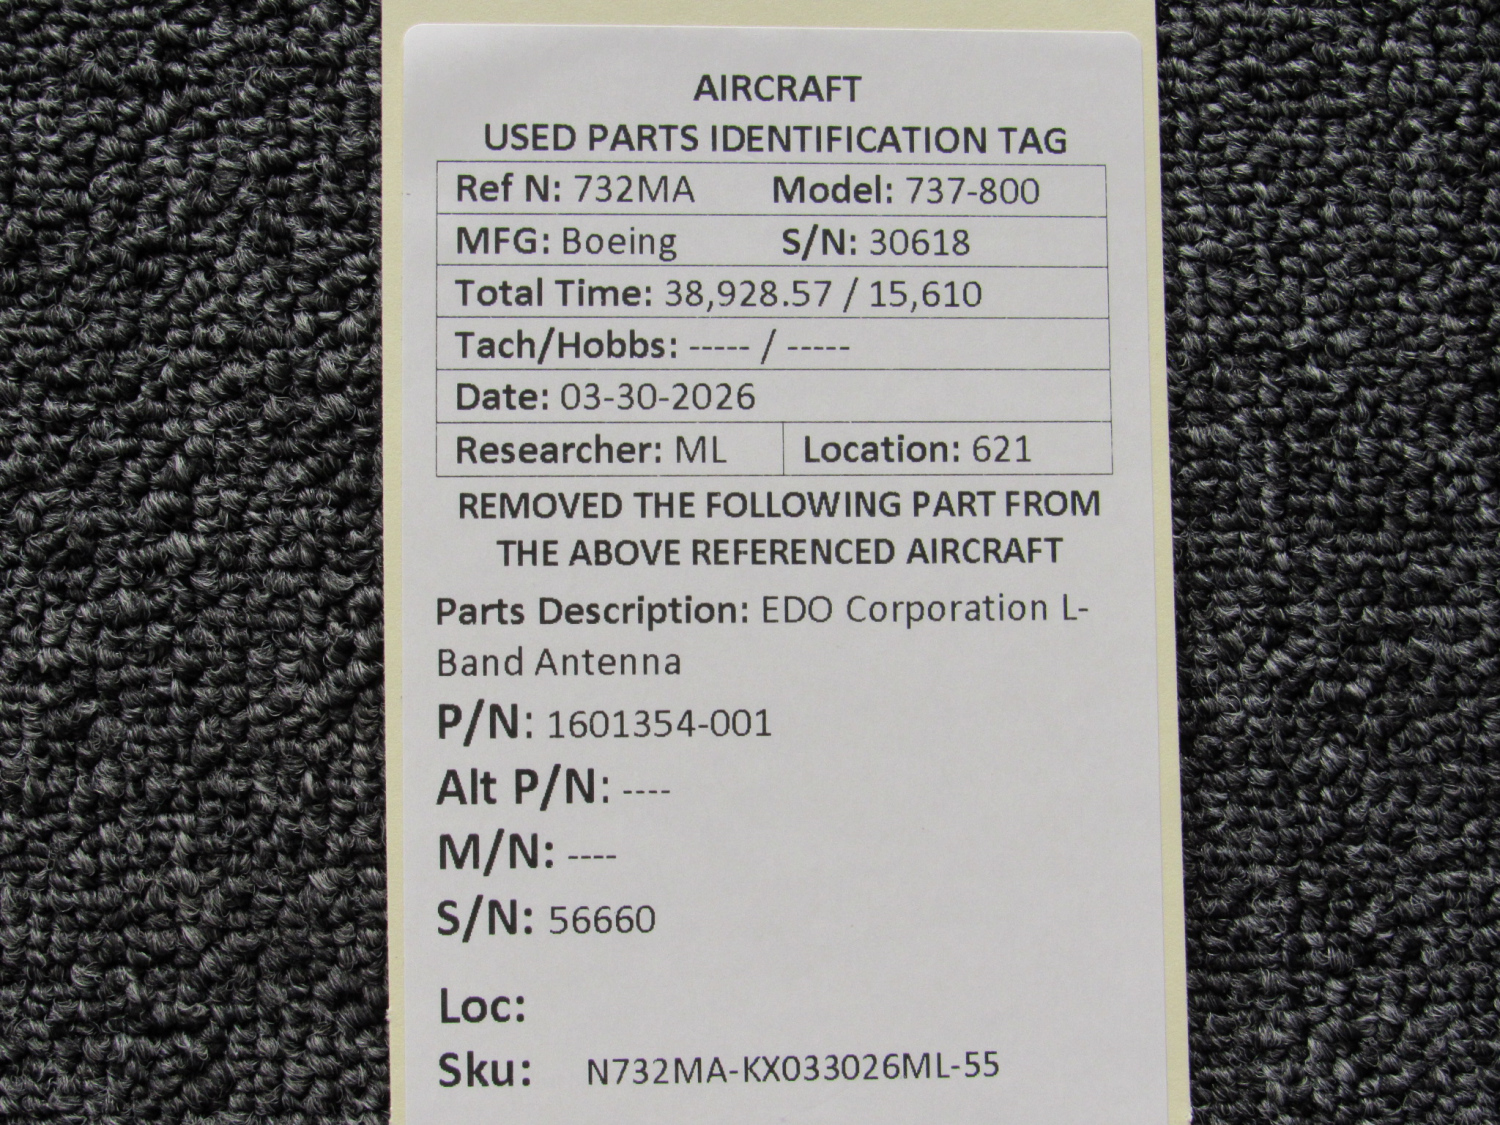 AIRCRAFT
USED PARTS IDENTIFICATION TAG
Ref N: 732MA Model: 737-800
MFG: Boeing S/N: 30618
Total Time: 38,928.57 / 15,610
Tach/Hobbs: ----- / -----
Date: 03-30-2026
Researcher: ML Location: 621
REMOVED THE FOLLOWING PART FROM
THE ABOVE REFERENCED AIRCRAFT
Parts Description: EDO Corporation L-
Band Antenna
P/N: 1601354-001
Alt P/N: ----
M/N: ----
S/N: 56660
Loc:
Sku: N732MA-KX033026ML-55